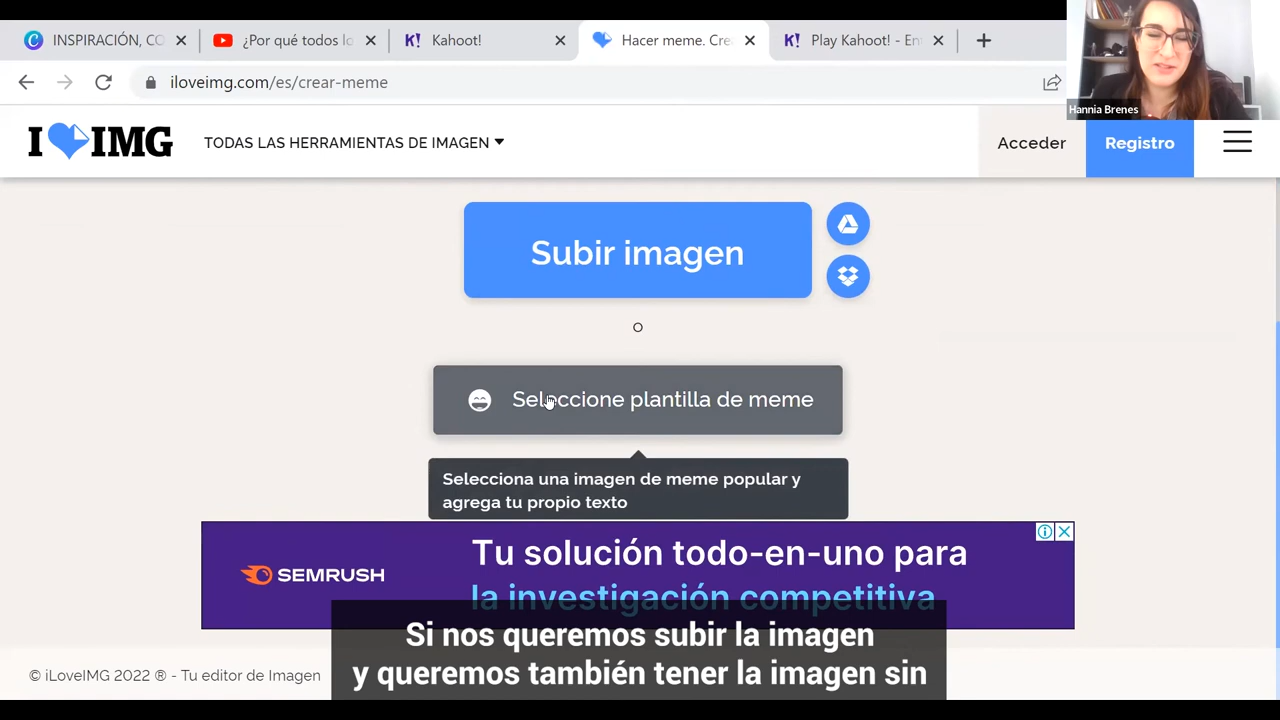 INSPIRACIÓN, CO
¿Por qué todos lo
K! Kahoot!
Hacer meme. Cre
K! Play Kahoot! - En
iloveimg.com/es/crear-meme
Hannia Brenes
I IMG
TODAS LAS HERRAMIENTAS DE IMAGEN
Acceder
Registro
Subir imagen
O
Seleccione plantilla de meme
Selecciona una imagen de meme popular y
agrega tu propio texto
SEMRUSH
Tu solución todo-en-uno para
la investigación competitiva
Si nos queremos subir la imagen
y queremos también tener la imagen sin
© iLoveIMG 2022 ® - Tu editor de Imagen